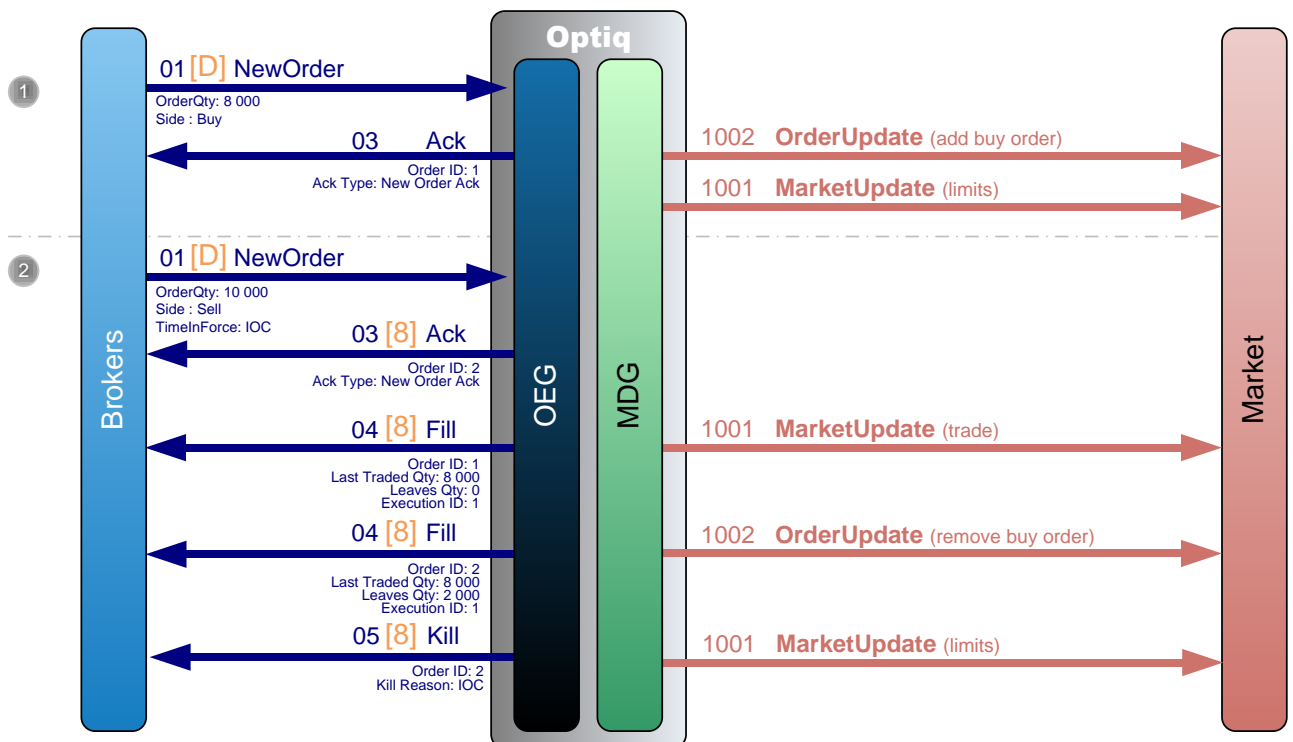 Optiq
1
01 [D] NewOrder
OrderQty: 8 000
Side : Buy
03 Ack
Order ID: 1
Ack Type: New Order Ack
1002 OrderUpdate (add buy order)
1001 MarketUpdate (limits)
2
01 [D] NewOrder
OrderQty: 10 000
Side : Sell
TimeInForce: IOC
03 [8] Ack
Order ID: 2
Ack Type: New Order Ack
04 [8] Fill
Order ID: 1
Last Traded Qty: 8 000
Leaves Qty: 0
Execution ID: 1
1001 MarketUpdate (trade)
04 [8] Fill
Order ID: 2
Last Traded Qty: 8 000
Leaves Qty: 2 000
Execution ID: 1
1002 OrderUpdate (remove buy order)
05 [8] Kill
Order ID: 2
Kill Reason: IOC
1001 MarketUpdate (limits)
Brokers
OEG
MDG
Market